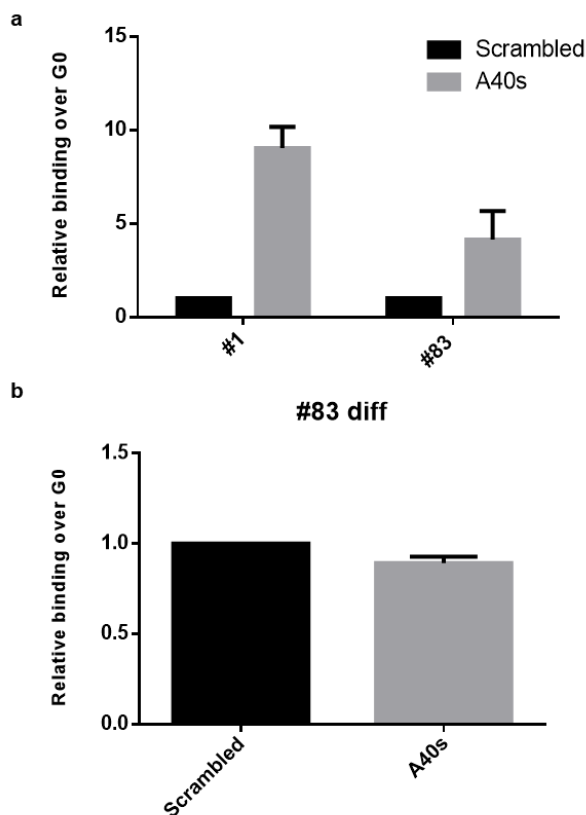 a
Relative binding over G0
15
10
5
0
Scrambled
A40s
#1
#83
b
#83 diff
Relative binding over G0
1.5
1.0
0.5
0.0
Scrambled
A40s